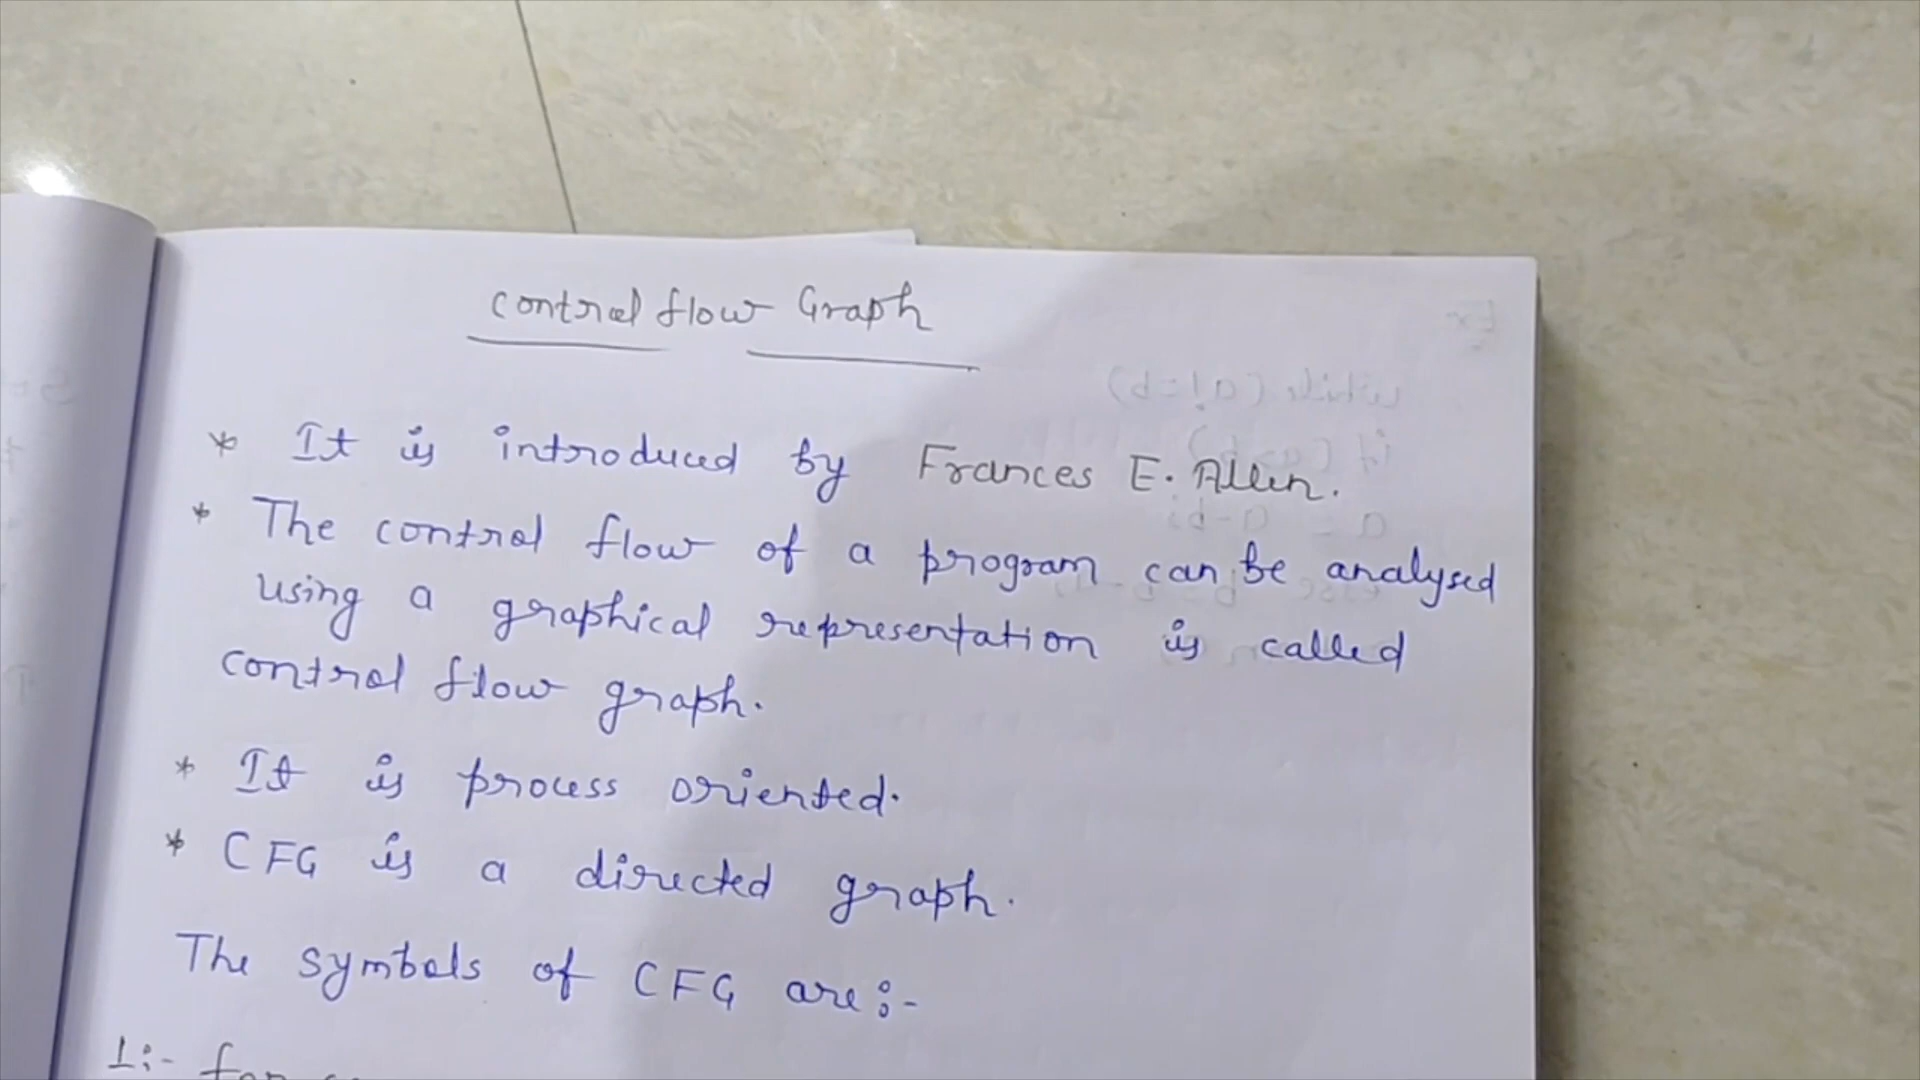 Control flow Graph
* It is introduced by Frances E. Allen.
* The control flow of a program can be analysed
using a graphical representation is called
control flow graph.
* It is process oriented.
* CFG is a directed graph.
The symbols of CFG are:-
1:- for